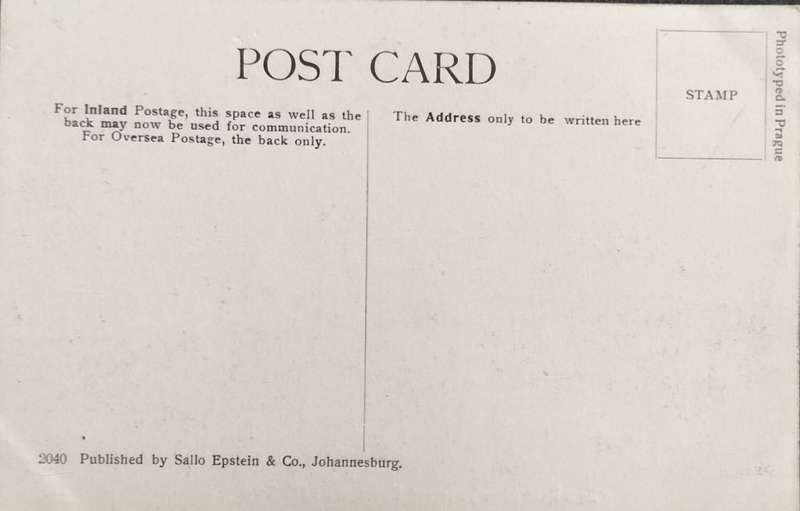 POST CARD
For Inland Postage, this space as well as the
back may now be used for communication.
For Oversea Postage, the back only.
The Address only to be written here
STAMP
Phototyped in Prague
2040 Published by Sallo Epstein & Co., Johannesburg.